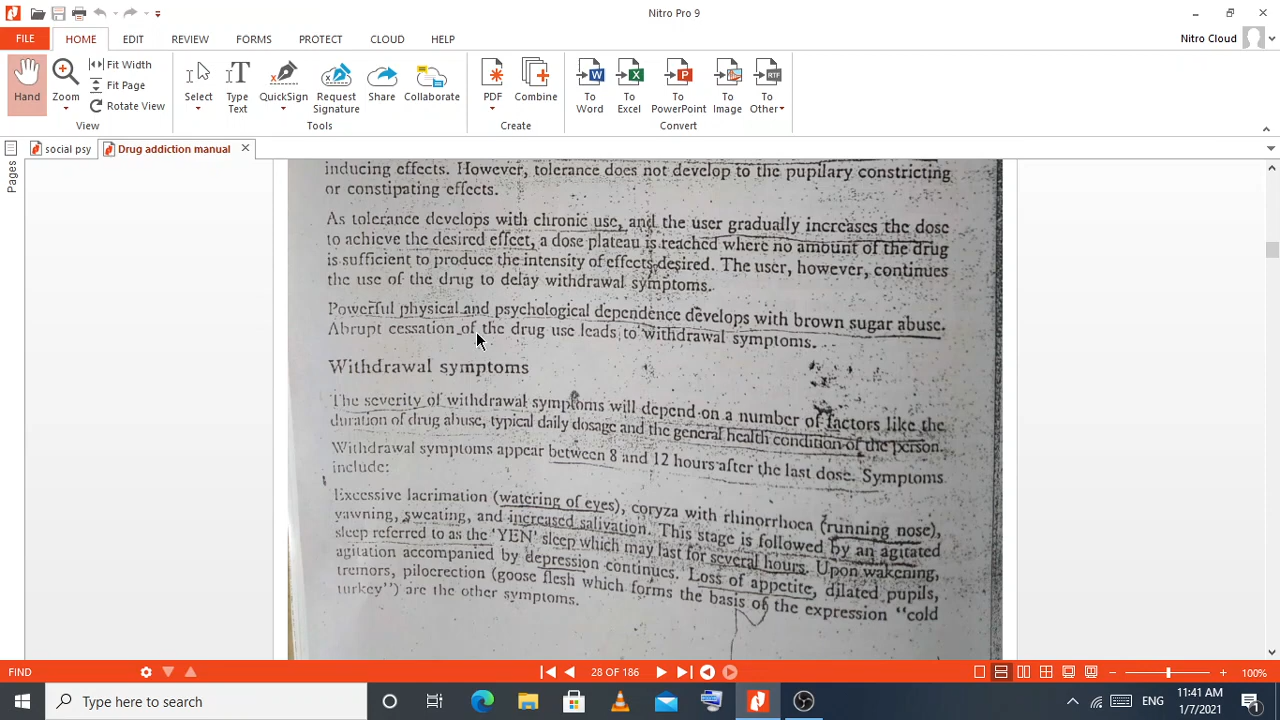 Nitro Pro 9
FILE HOME EDIT REVIEW FORMS PROTECT CLOUD HELP
Nitro Cloud
Hand
Zoom
Fit Width
Fit Page
Rotate View
Select
Type Text
QuickSign
Request Signature
Share
Collaborate
PDF
Combine
To Word
To Excel
To PowerPoint
To Image
To Other
View
Tools
Create
Convert
social psy
Drug addiction manual
Pages
inducing effects. However, tolerance does not develop to the pupilary constricting
or constipating effects.
As tolerance develops with chronic use, and the user gradually increases the dose
to achieve the desired effect, a dose plateau is reached where no amount of the drug
is sufficient to produce the intensity of effects desired. The user, however, continues
the use of the drug to delay withdrawal symptoms.
Powerful physical and psychological dependence develops with brown sugar abuse.
Abrupt cessation of the drug use leads to withdrawal symptoms.
Withdrawal symptoms
The severity of withdrawal symptoms will depend on a number of factors like the
duration of drug abuse, typical daily dosage and the general health condition of the person.
Withdrawal symptoms appear between 8 and 12 hours after the last dose. Symptoms
include:
Excessive lacrimation (watering of eyes), coryza with rhinorrhoea (running nose),
yawning, sweating, and increased salivation. This stage is followed by an agitated
sleep referred to as the 'YEN' sleep which may last for several hours. Upon wakening,
agitation accompanied by depression continues. Loss of appetite, dilated pupils,
tremors, piloerection (goose flesh which forms the basis of the expression "cold
turkey") are the other symptoms.
FIND
28 OF 186
100%
Type here to search
ENG
11:41 AM
1/7/2021
1